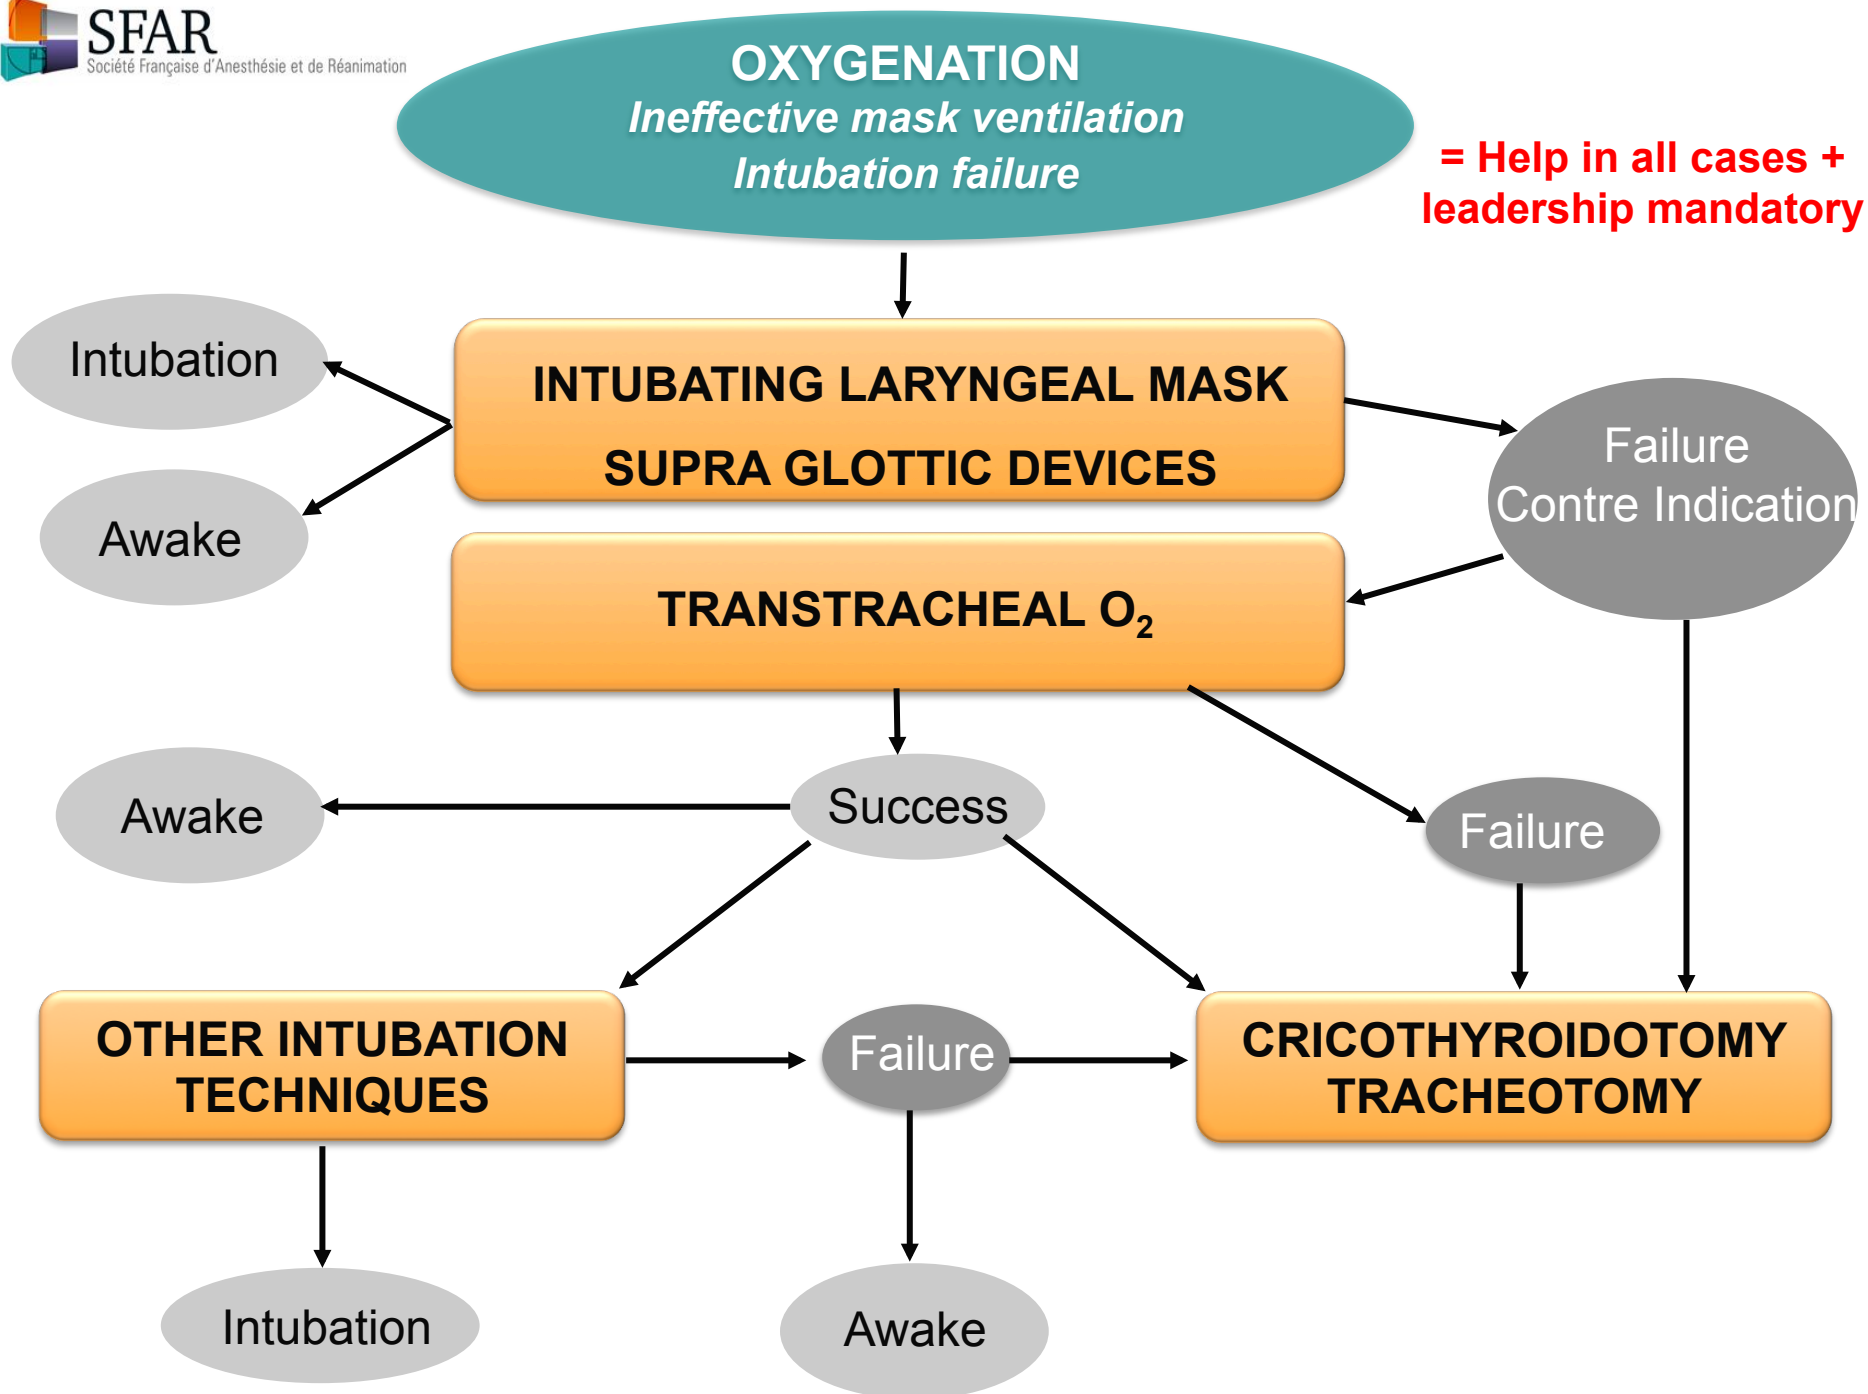 SFAR
Société Française d'Anesthésie et de Réanimation
OXYGENATION
Ineffective mask ventilation
Intubation failure
= Help in all cases +
leadership mandatory
Intubation
Awake
INTUBATING LARYNGEAL MASK
SUPRA GLOTTIC DEVICES
Failure
Contre Indication
TRANSTRACHEAL O₂
Awake
Success
Failure
OTHER INTUBATION
TECHNIQUES
Failure
CRICOTHYROIDOTOMY
TRACHEOTOMY
Intubation
Awake